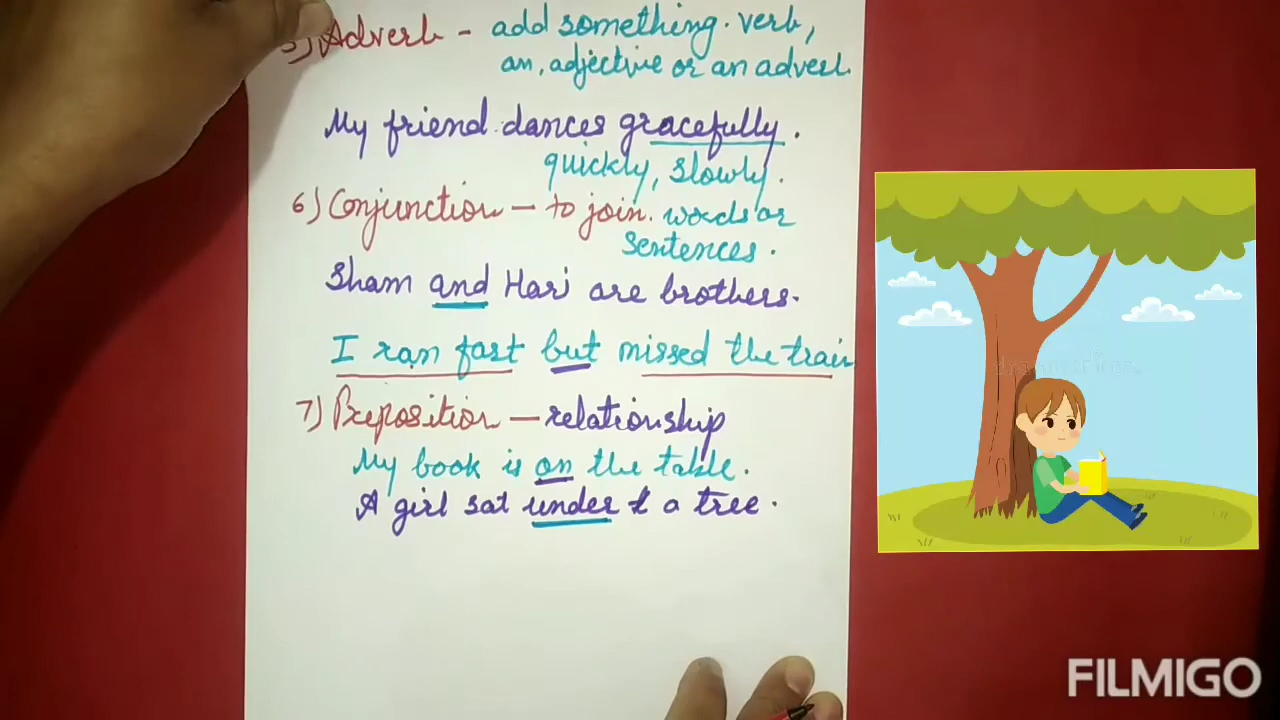 5) Adverb - add something. verb,
an, adjective or an adverb.
My friend dances gracefully.
quickly, slowly.
6) Conjunction - to join. words or
sentences.
Sham and Hari are brothers.
I ran fast but missed the train
7) Preposition - relationship
My book is on the table.
A girl sat under t a tree.
FILMIGO